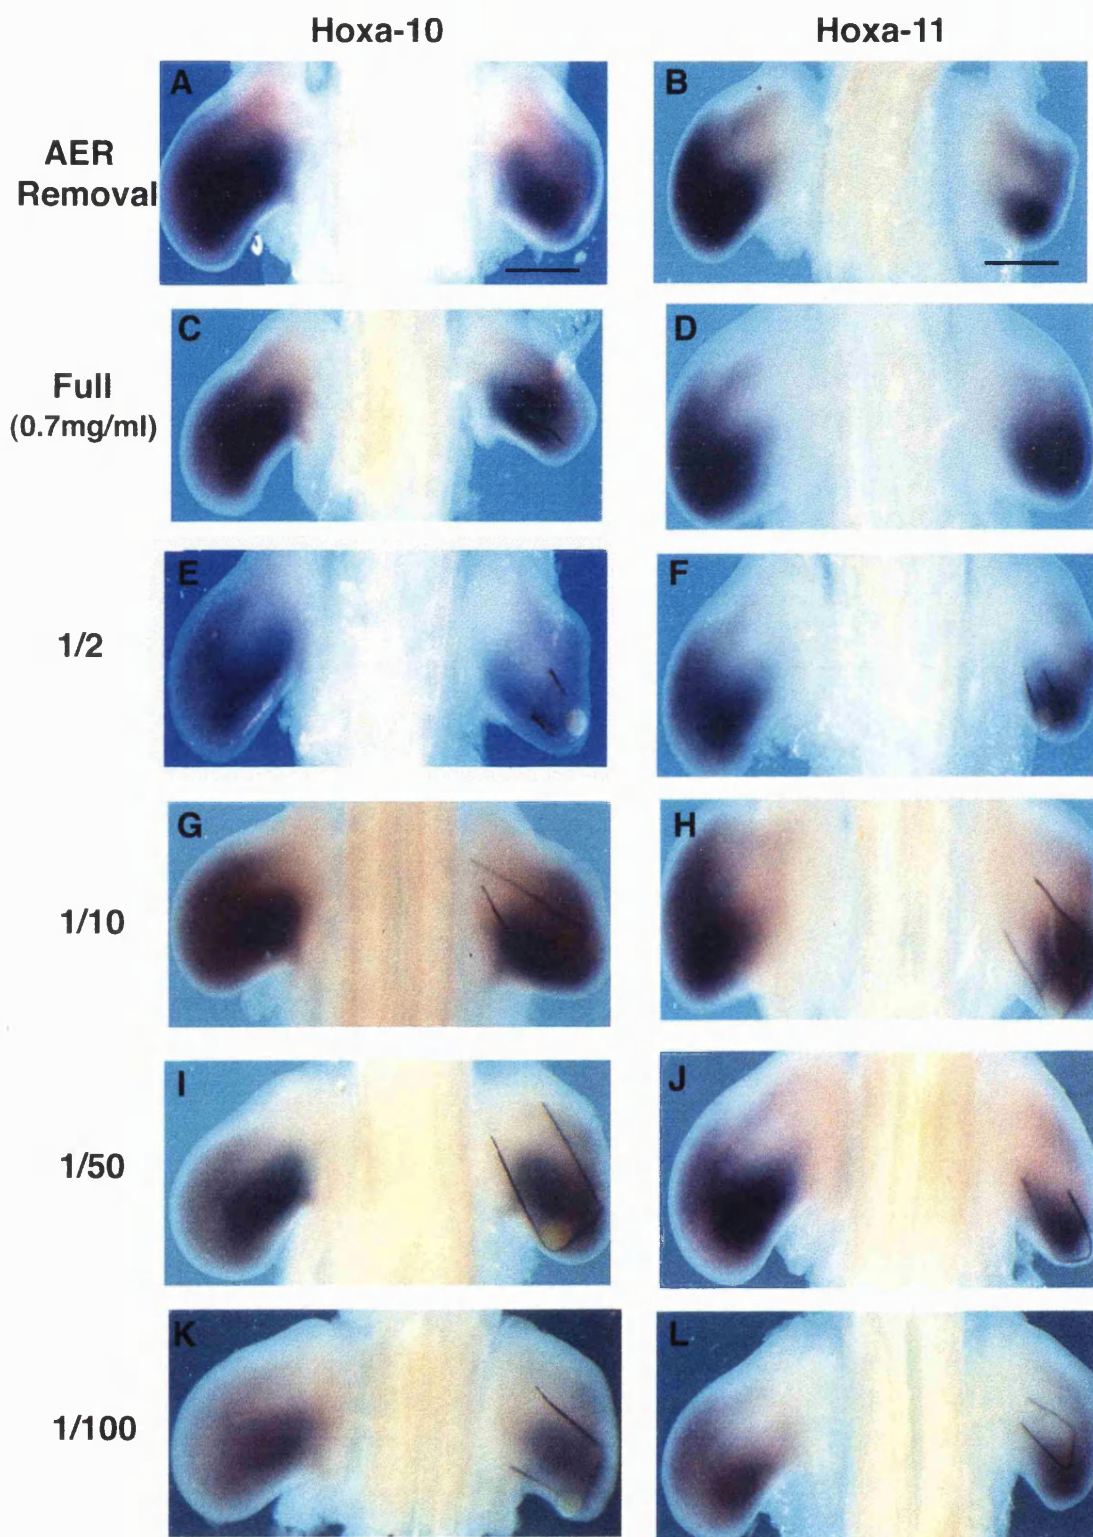 Hoxa-10 Hoxa-11
A B
AER
Removal
C D
Full
(0.7mg/ml)
E F
1/2
G H
1/10
I J
1/50
K L
1/100